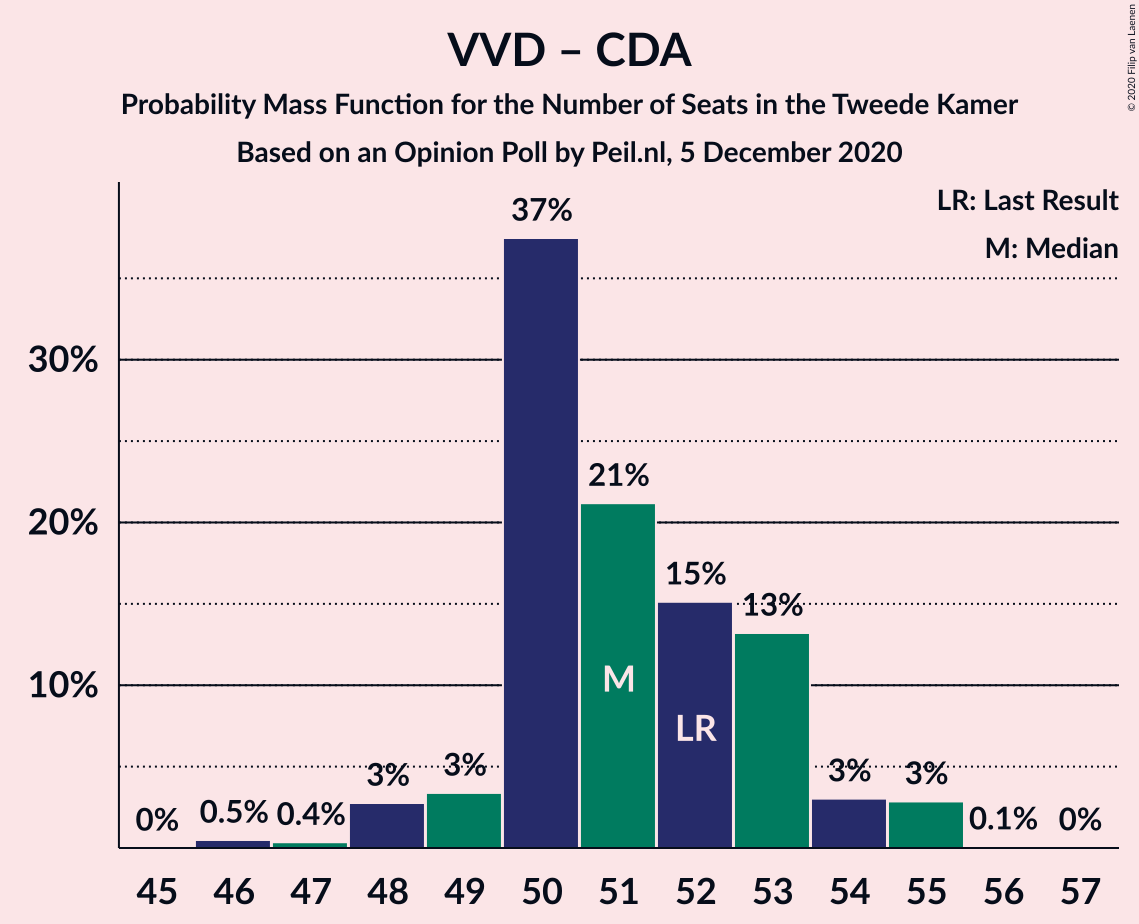 VVD – CDA
Probability Mass Function for the Number of Seats in the Tweede Kamer
Based on an Opinion Poll by Peil.nl, 5 December 2020
© 2020 Filip van Laenen
LR: Last Result
M: Median
37%
30%
21%
20%
15%
13%
M
10%
LR
3%
3%
3%
3%
0%
0.5%
0.4%
0.1%
0%
45 46 47 48 49 50 51 52 53 54 55 56 57